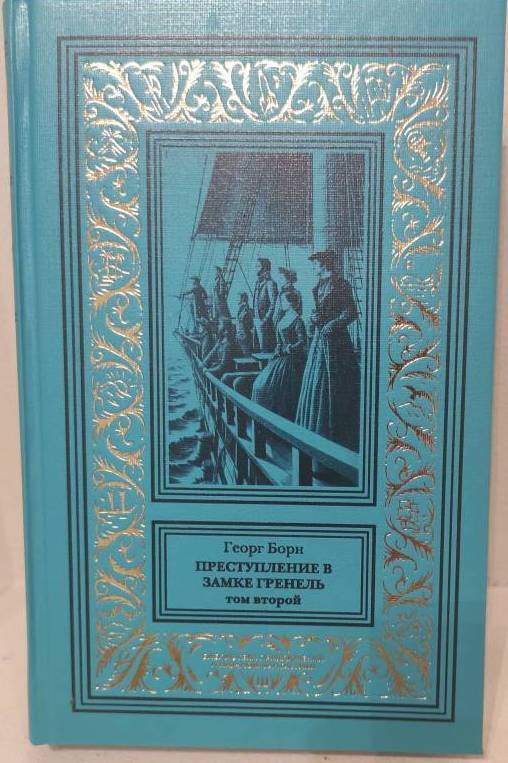 Георг Борн
ПРЕСТУПЛЕНИЕ В
ЗАМКЕ ГРЕНЕЛЬ
том второй